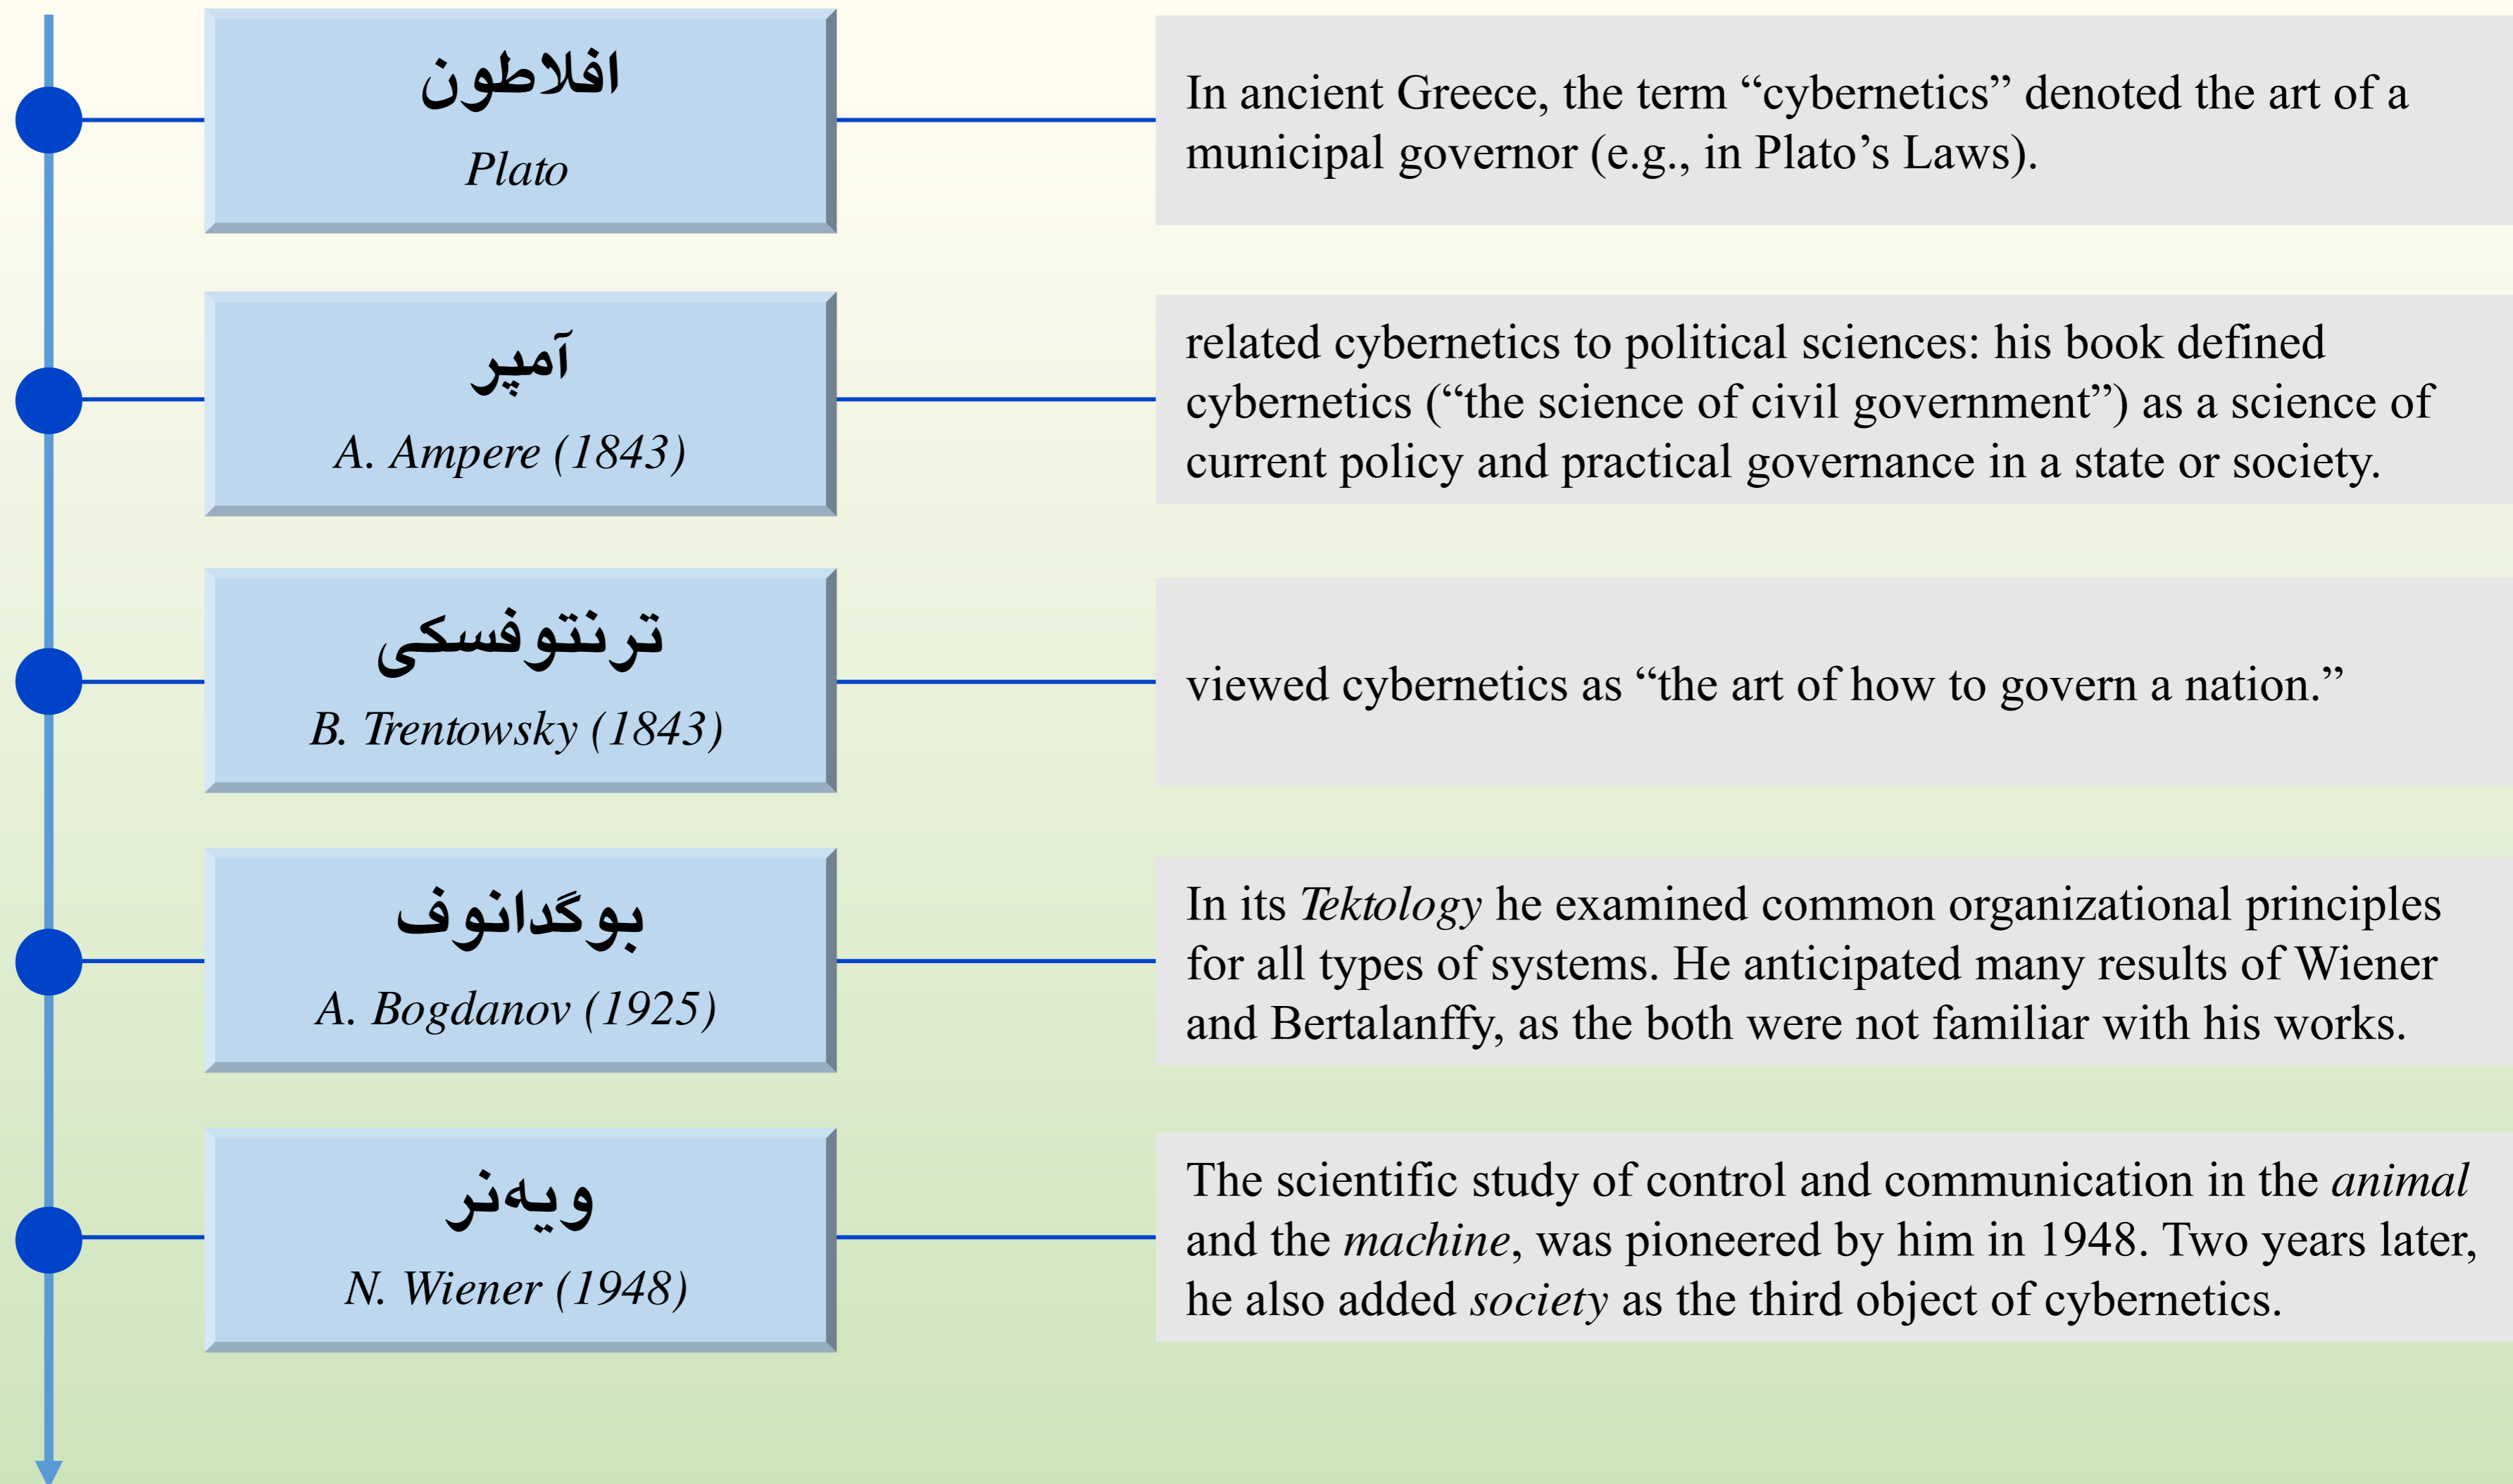 افلاطون
Plato
In ancient Greece, the term “cybernetics” denoted the art of a
municipal governor (e.g., in Plato’s Laws).
آمپر
A. Ampere (1843)
related cybernetics to political sciences: his book defined
cybernetics (“the science of civil government”) as a science of
current policy and practical governance in a state or society.
ترنتوفسکی
B. Trentowsky (1843)
viewed cybernetics as “the art of how to govern a nation.”
بوگدانوف
A. Bogdanov (1925)
In its Tektology he examined common organizational principles
for all types of systems. He anticipated many results of Wiener
and Bertalanffy, as the both were not familiar with his works.
ویه‌نر
N. Wiener (1948)
The scientific study of control and communication in the animal
and the machine, was pioneered by him in 1948. Two years later,
he also added society as the third object of cybernetics.